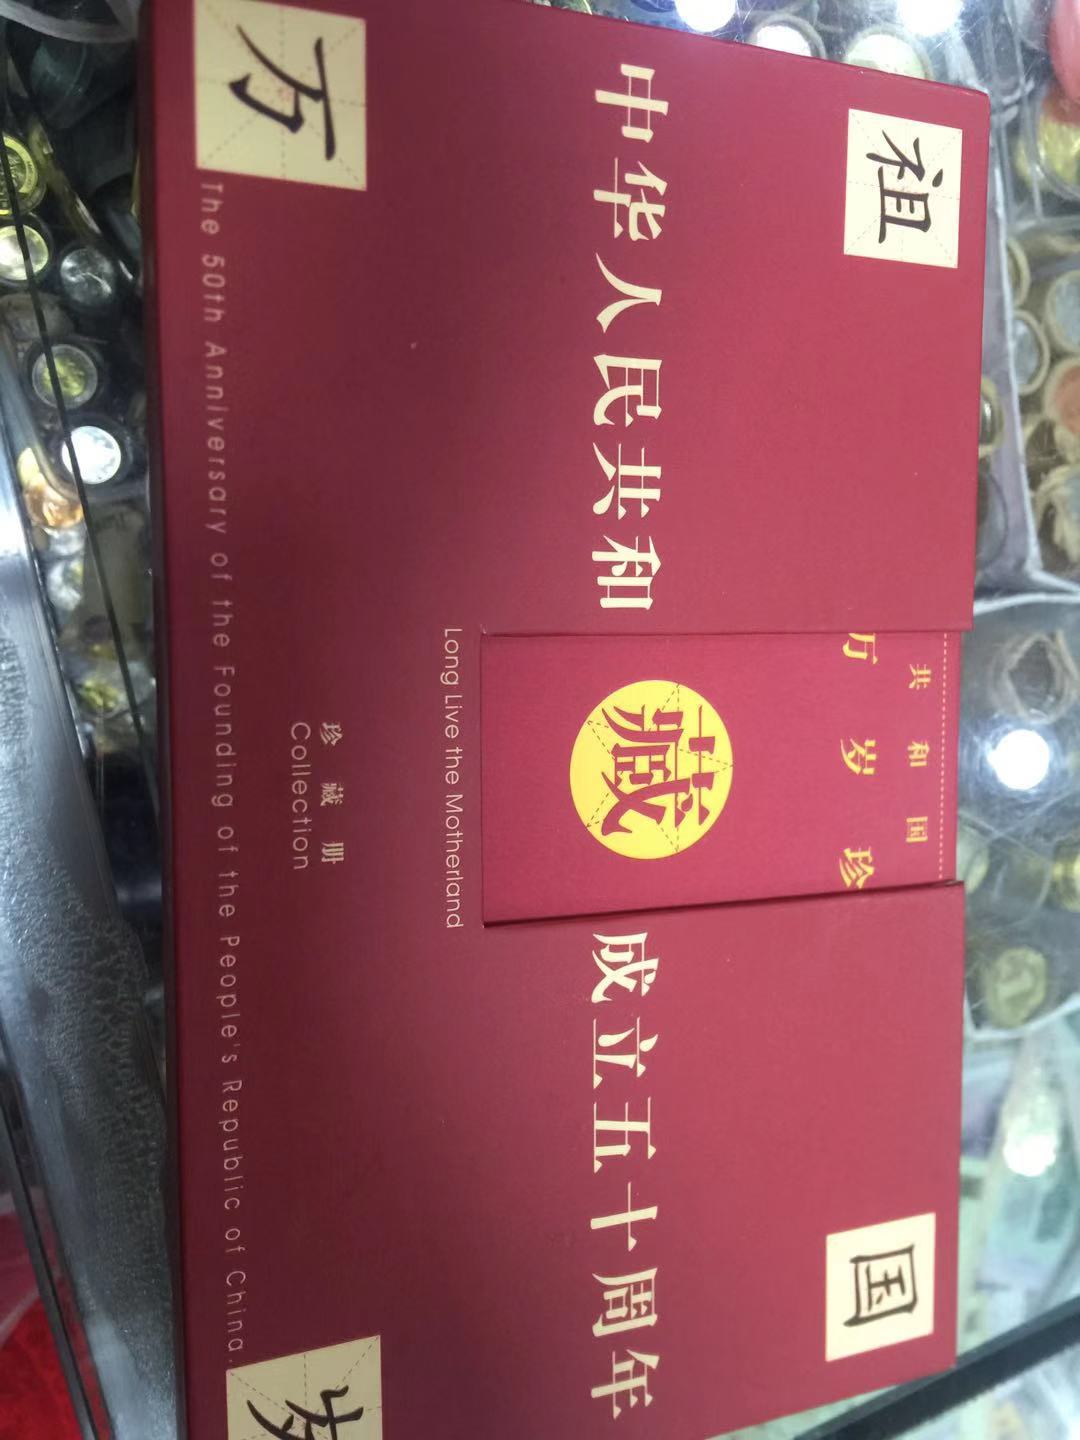 祖
国
共和国
万岁珍
中华人民共和
藏
成立五十周年
Long Live the Motherland
珍藏册
Collection
The 50th Anniversary of the Founding of the People's Republic of China.
万
岁